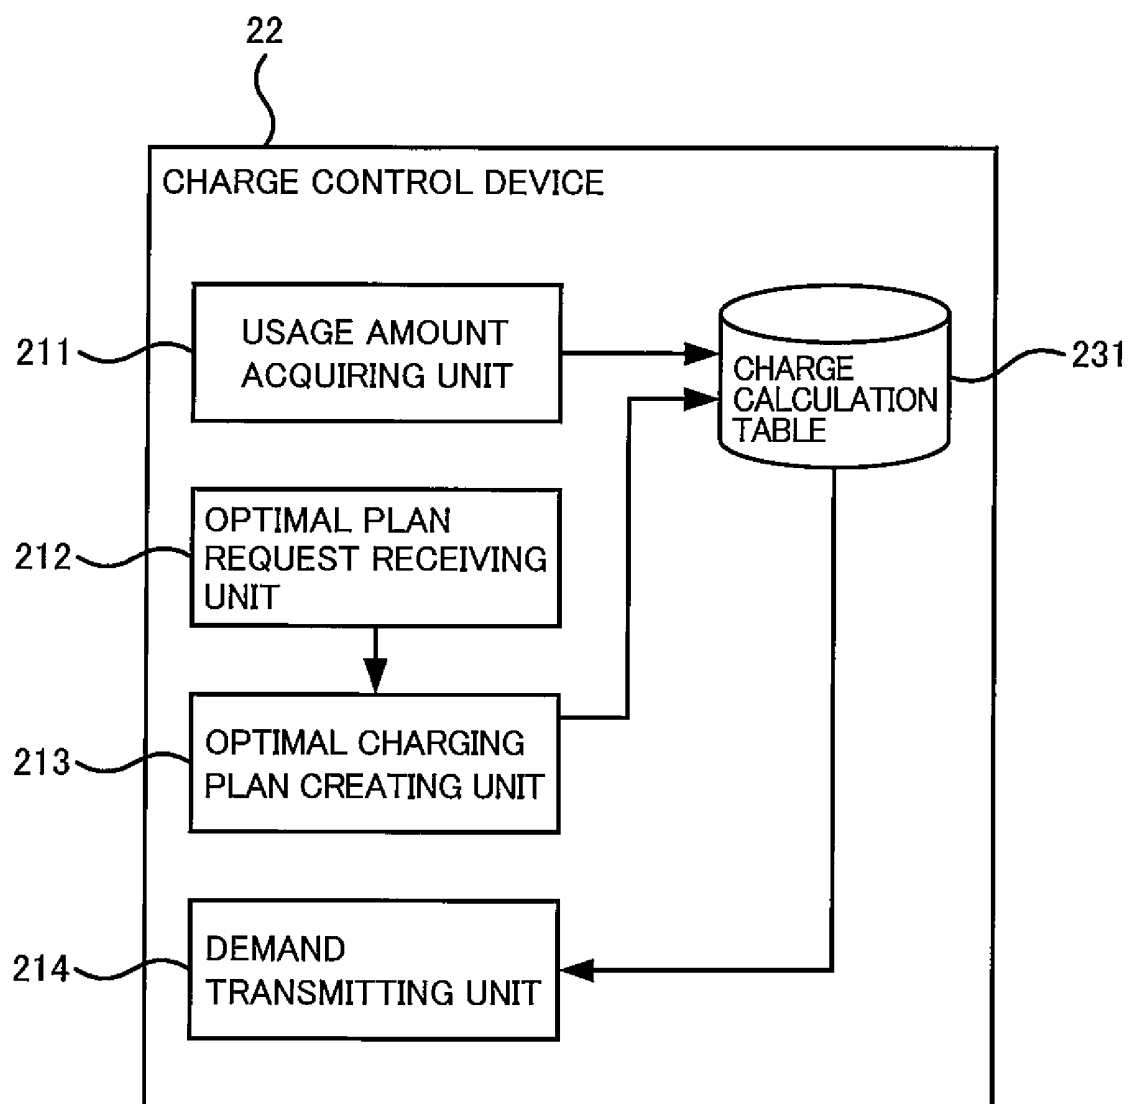 22
CHARGE CONTROL DEVICE
211
USAGE AMOUNT
ACQUIRING UNIT
CHARGE
CALCULATION
TABLE
231
212
OPTIMAL PLAN
REQUEST RECEIVING
UNIT
213
OPTIMAL CHARGING
PLAN CREATING UNIT
214
DEMAND
TRANSMITTING UNIT